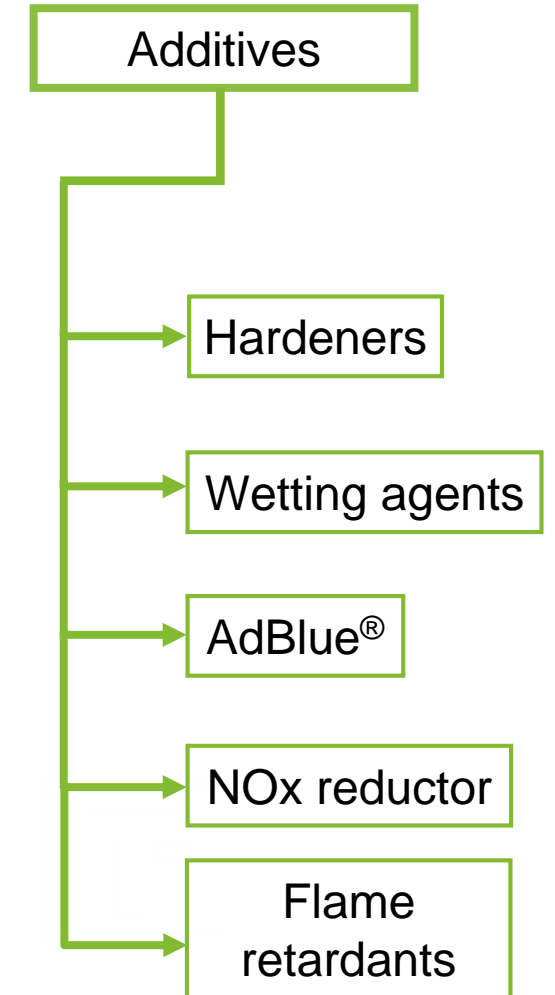 Additives
Hardeners
Wetting agents
AdBlue®
NOx reductor
Flame
retardants